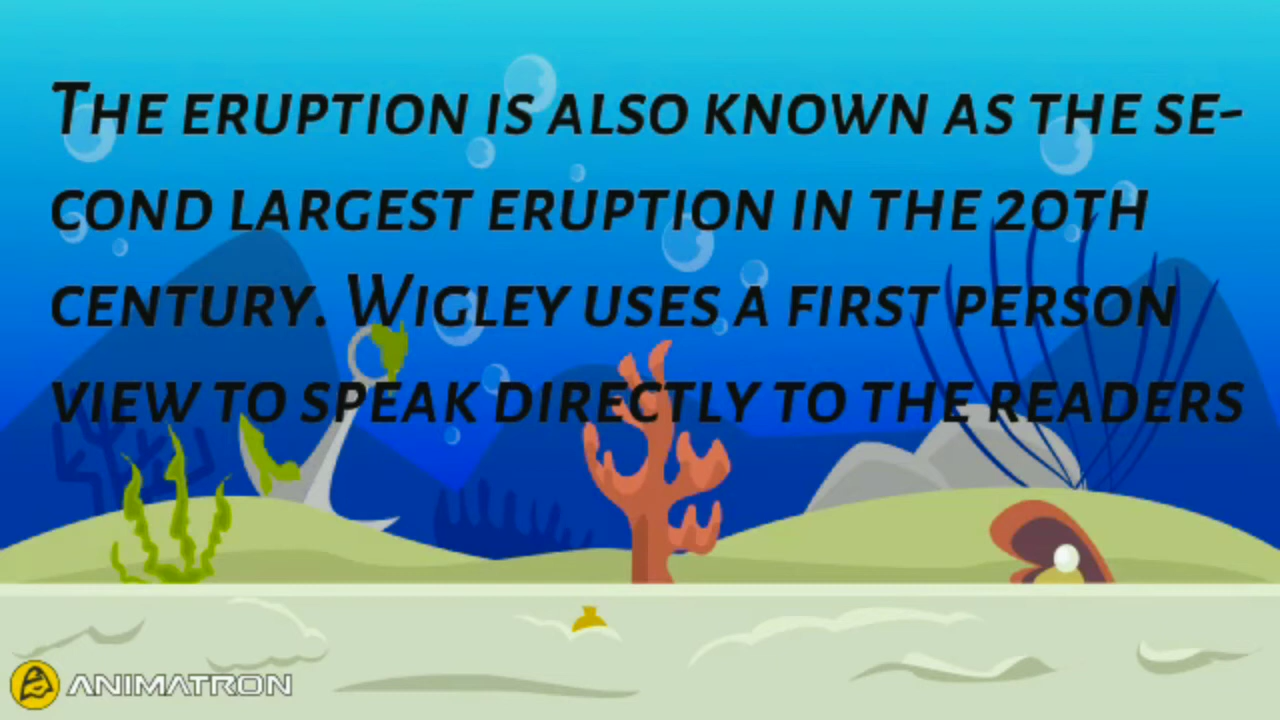 The eruption is also known as the se-
cond largest eruption in the 20th
century. Wigley uses a first person
view to speak directly to the readers
ANIMATRON